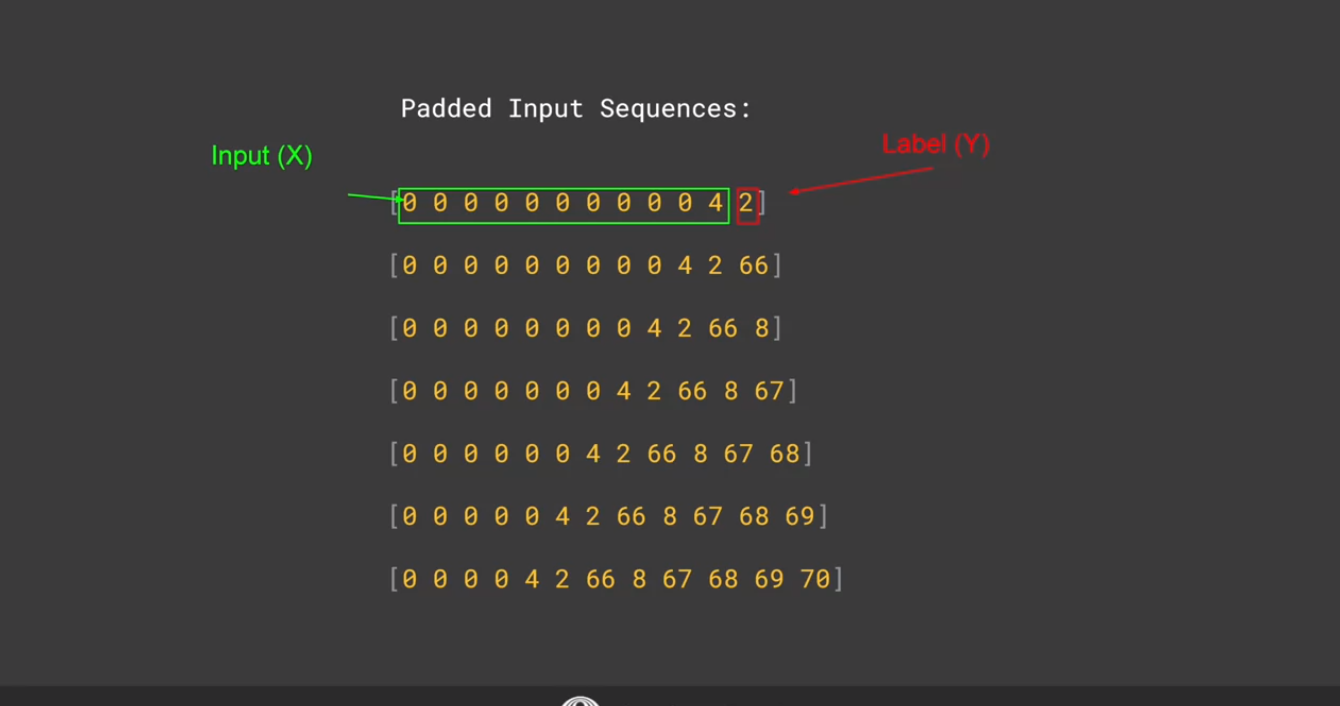 Padded Input Sequences:
Input (X)
Label (Y)
[0 0 0 0 0 0 0 0 0 0 4 2]
[0 0 0 0 0 0 0 0 0 4 2 66]
[0 0 0 0 0 0 0 0 4 2 66 8]
[0 0 0 0 0 0 0 4 2 66 8 67]
[0 0 0 0 0 0 4 2 66 8 67 68]
[0 0 0 0 0 4 2 66 8 67 68 69]
[0 0 0 0 4 2 66 8 67 68 69 70]